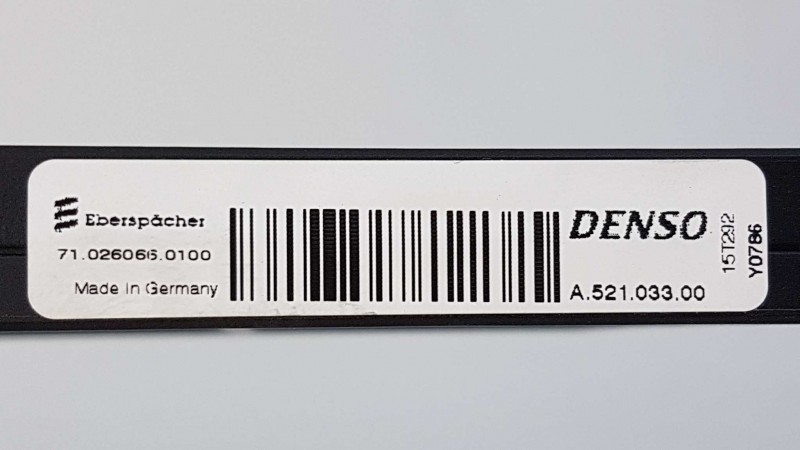 Eberspächer
71.026066.0100
Made in Germany
DENSO
A.521.033.00
15T292
Y0786